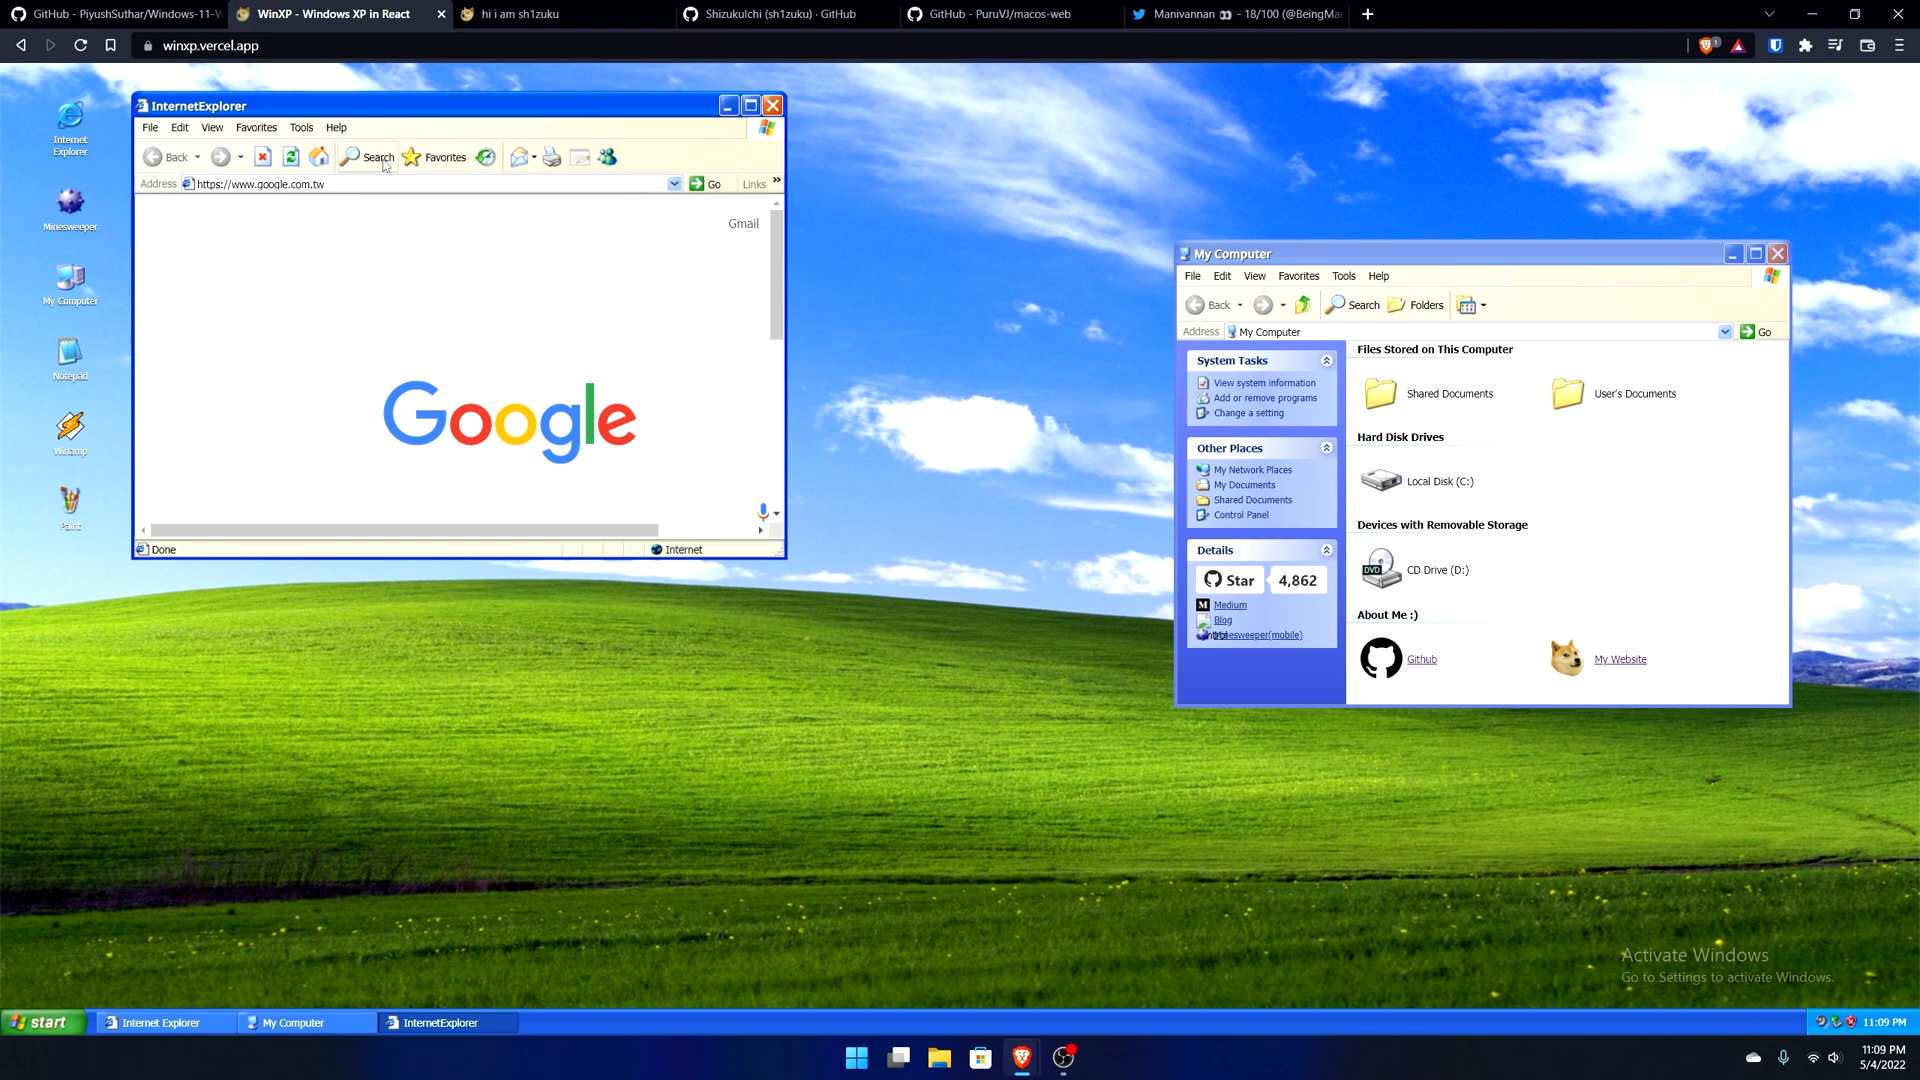 GitHub - PiyushSuthar/Windows-11-
WinXP - Windows XP in React
hi i am sh1zuku
ShizukuIchi (sh1zuku) · GitHub
GitHub - PuruVJ/macos-web
Manivannan 👀 - 18/100 (@BeingMa
winxp.vercel.app
1
Internet
Explorer
Minesweeper
My Computer
Notepad
Winamp
Paint
InternetExplorer
File Edit View Favorites Tools Help
Back Search Favorites
Address https://www.google.com.tw Go Links »
Gmail
Google
Done Internet
My Computer
File Edit View Favorites Tools Help
Back Search Folders
Address My Computer Go
System Tasks
View system information
Add or remove programs
Change a setting
Other Places
My Network Places
My Documents
Shared Documents
Control Panel
Details
Star 4,862
Medium
Blog
Minesweeper(mobile)
Files Stored on This Computer
Shared Documents User's Documents
Hard Disk Drives
Local Disk (C:)
Devices with Removable Storage
DVD CD Drive (D:)
About Me :)
Github My Website
Activate Windows
Go to Settings to activate Windows.
start Internet Explorer My Computer InternetExplorer 11:09 PM
11:09 PM
5/4/2022